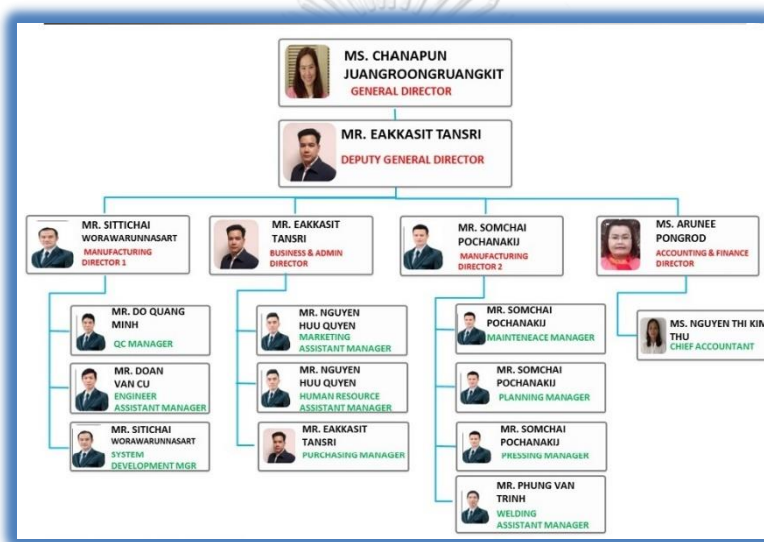 MS. CHANAPUN
JUANGROONGRUANGKIT
GENERAL DIRECTOR
MR. EAKKASIT TANSRI
DEPUTY GENERAL DIRECTOR
MR. SITTICHAI
WORAWARUNNASART
MANUFACTURING
DIRECTOR 1
MR. DO QUANG
MINH
QC MANAGER
MR. DOAN
VAN CU
ENGINEER
ASSISTANT MANAGER
MR. SITICHAI
WORAWARUNNASART
SYSTEM
DEVELOPMENT MGR
MR. EAKKASIT
TANSRI
BUSINESS & ADMIN
DIRECTOR
MR. NGUYEN
HUU QUYEN
MARKETING
ASSISTANT MANAGER
MR. NGUYEN
HUU QUYEN
HUMAN RESOURCE
ASSISTANT MANAGER
MR. EAKKASIT
TANSRI
PURCHASING MANAGER
MR. SOMCHAI
POCHANAKIJ
MANUFACTURING
DIRECTOR 2
MR. SOMCHAI
POCHANAKIJ
MAINTENEACE MANAGER
MR. SOMCHAI
POCHANAKIJ
PLANNING MANAGER
MR. SOMCHAI
POCHANAKIJ
PRESSING MANAGER
MR. PHUNG VAN
TRINH
WELDING
ASSISTANT MANAGER
MS. ARUNEE
PONGROD
ACCOUNTING & FINANCE
DIRECTOR
MS. NGUYEN THI KIM
THU
CHIEF ACCOUNTANT